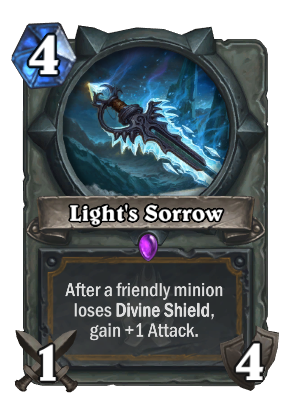 4
Light's Sorrow
After a friendly minion
loses Divine Shield,
gain +1 Attack.
1
4